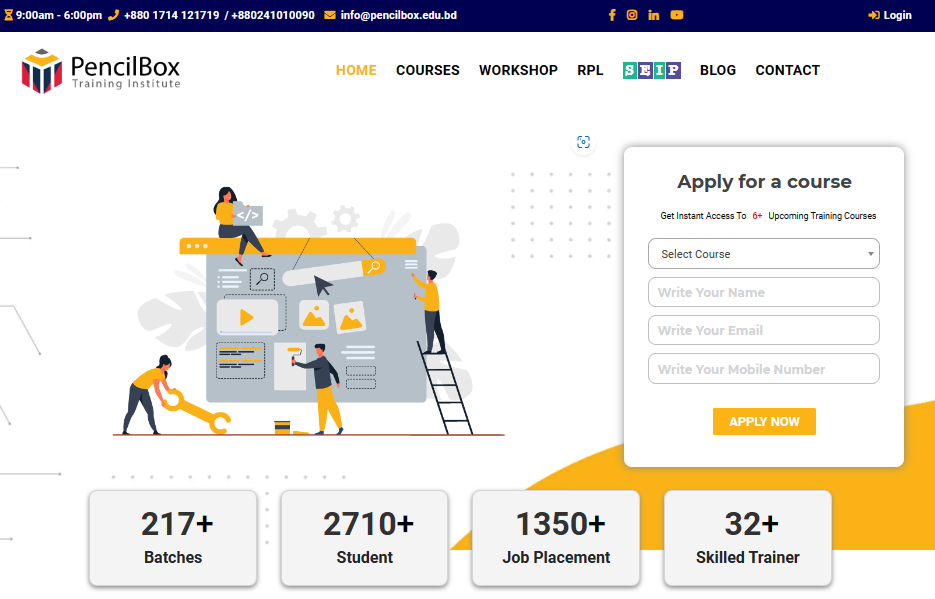 9:00am - 6:00pm +880 1714 121719 / +880241010090 info@pencilbox.edu.bd Login
PencilBox
Training Institute
HOME COURSES WORKSHOP RPL SEIP BLOG CONTACT
</>
Apply for a course
Get Instant Access To 6+ Upcoming Training Courses
Select Course
Write Your Name
Write Your Email
Write Your Mobile Number
APPLY NOW
217+ 2710+ 1350+ 32+
Batches Student Job Placement Skilled Trainer